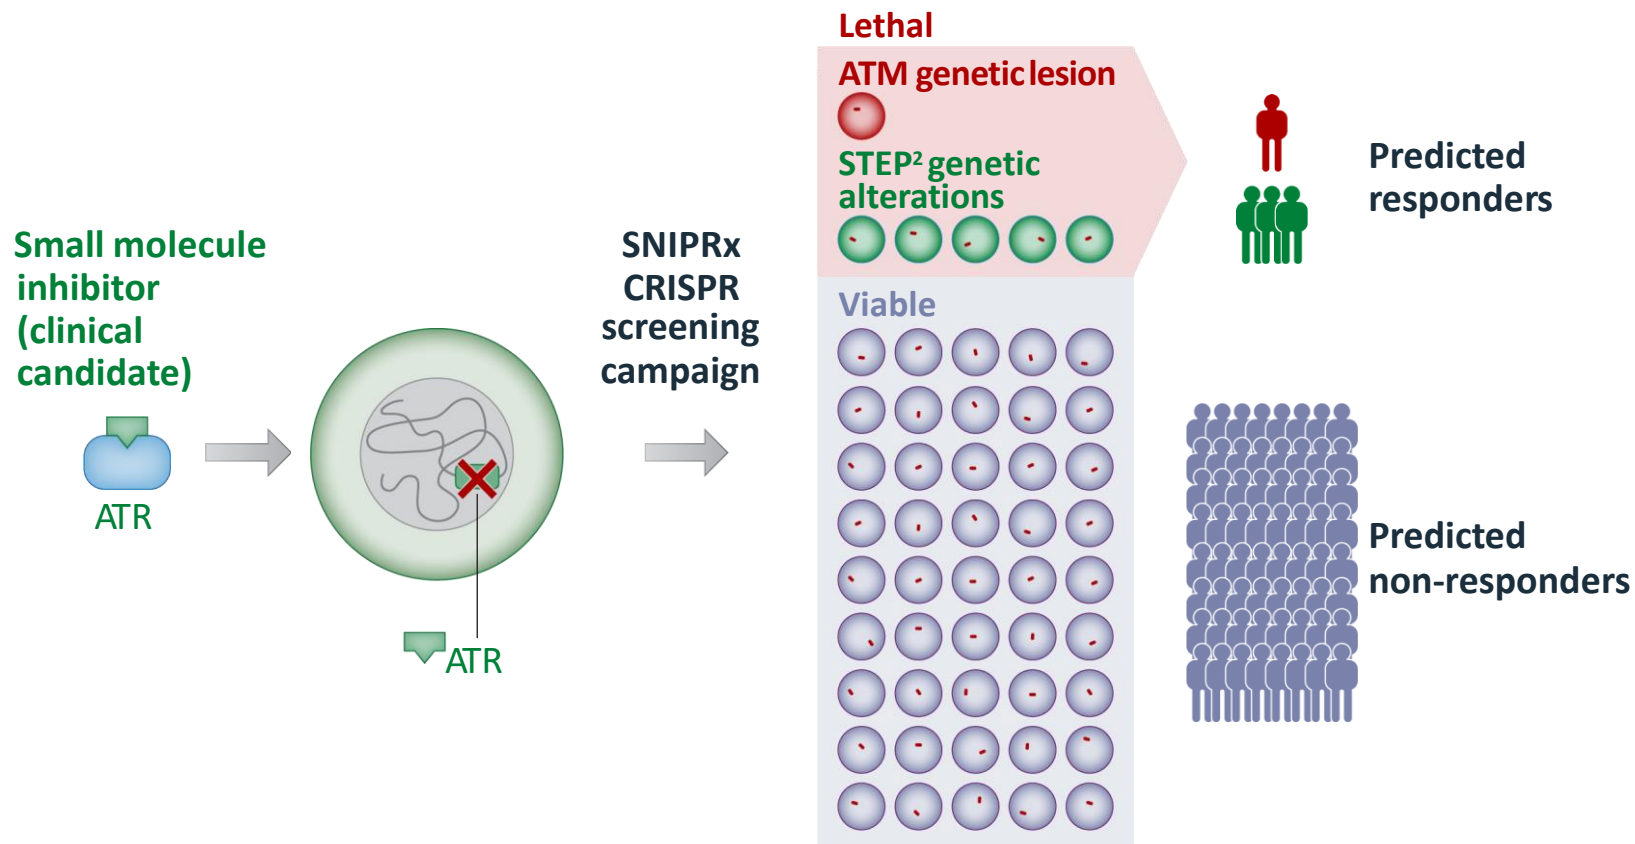 Small molecule
inhibitor
(clinical
candidate)
ATR
ATR
SNIPRx
CRISPR
screening
campaign
Lethal
ATM genetic lesion
STEP² genetic
alterations
Viable
Predicted
responders
Predicted
non-responders